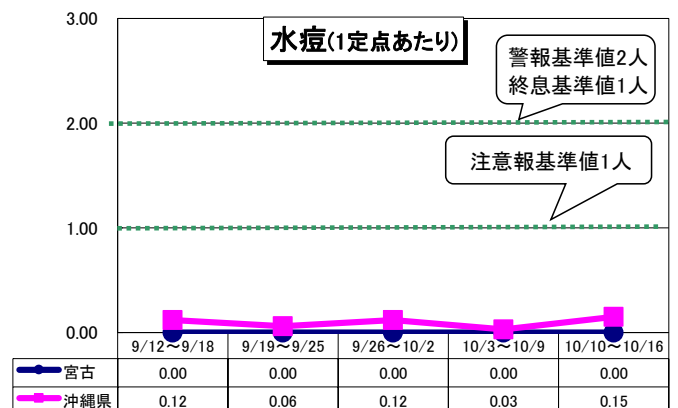 水痘(1定点あたり)
3.00
警報基準値2人
終息基準値1人
2.00
注意報基準値1人
1.00
0.00
9/12～9/18 9/19～9/25 9/26～10/2 10/3～10/9 10/10～10/16
宮古 0.00 0.00 0.00 0.00 0.00
沖縄県 0.12 0.06 0.12 0.03 0.15